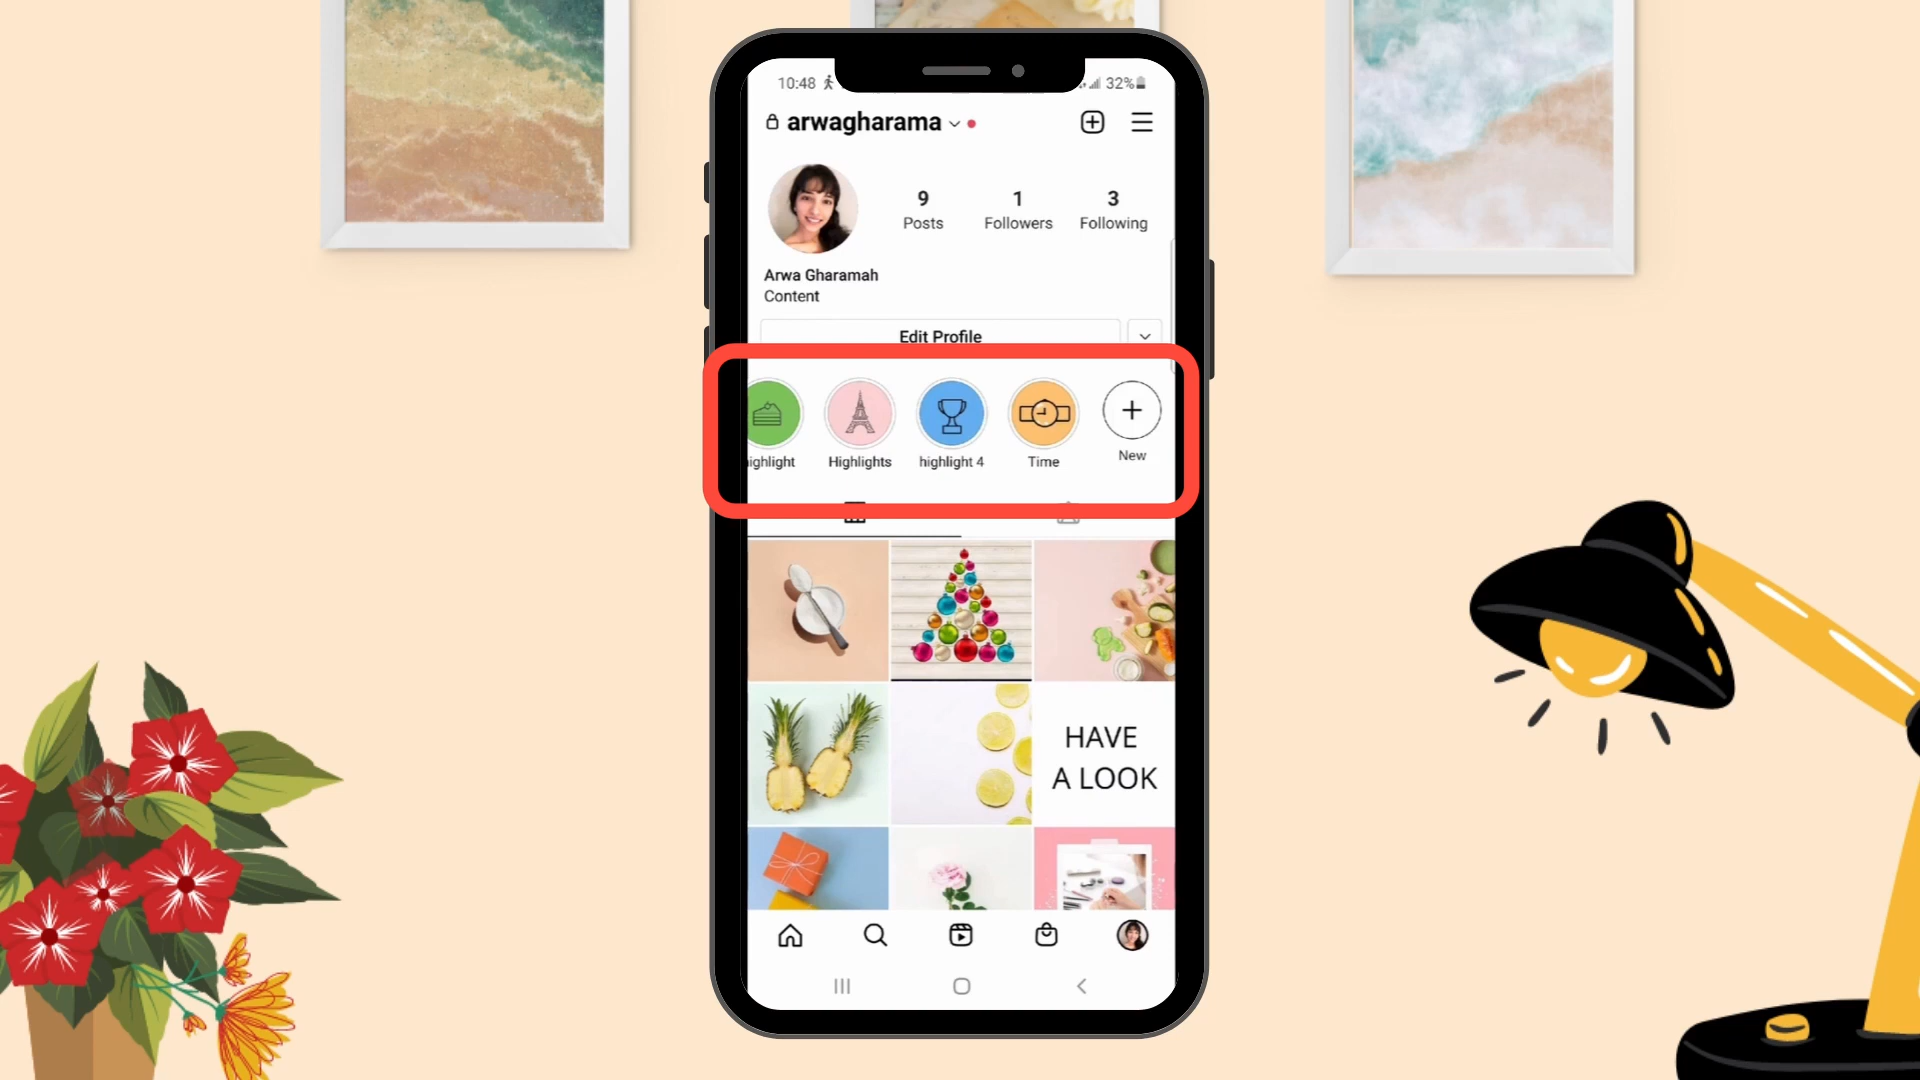 10:48
32%
arwagharama
9
1
3
Posts
Followers
Following
Arwa Gharamah
Content
Edit Profile
ighlight
Highlights
highlight 4
Time
New
HAVE
A LOOK